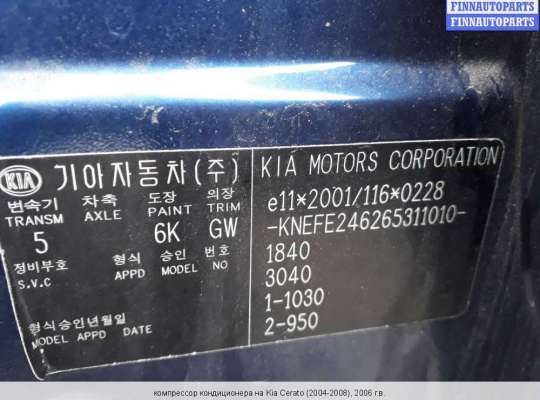 FINNAUTOPARTS
FINNAUTOPARTS
KIA 기아자동차(주)
변속기 차축 도장 의장
TRANSM AXLE PAINT TRIM
5 6K GW
정비부호 형식 승인 번호
S.V.C APPD MODEL NO
형식승인년월일
MODEL APPD DATE
KIA MOTORS CORPORATION
e11*2001/116*0228
-KNEFE246265311010-
1840
3040
1-1030
2-950
компрессор кондиционера на Kia Cerato (2004-2008), 2006 г.в.